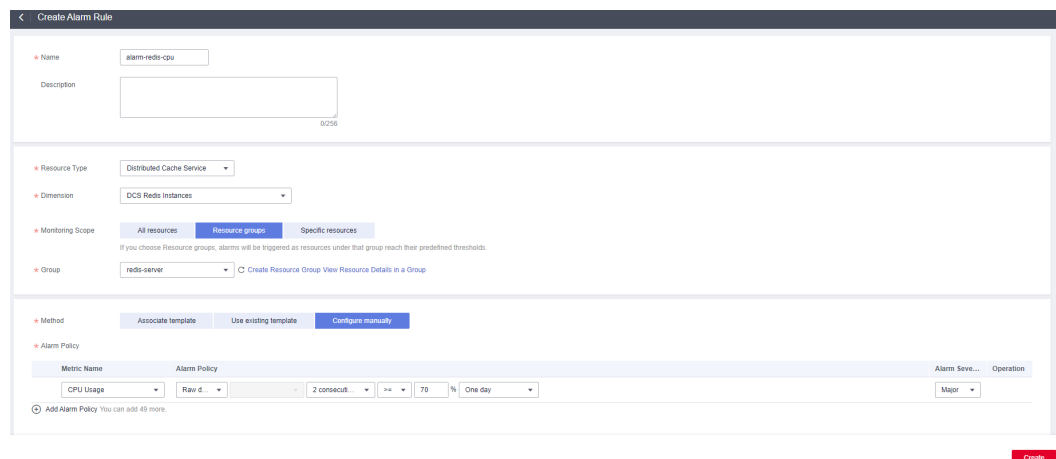 Create Alarm Rule
* Name
alarm-redis-cpu
Description
0/256
* Resource Type
Distributed Cache Service
* Dimension
DCS Redis Instances
* Monitoring Scope
All resources Resource groups Specific resources
If you choose Resource groups, alarms will be triggered as resources under that group reach their predefined thresholds.
* Group
redis-server Create Resource Group View Resource Details in a Group
* Method
Associate template Use existing template Configure manually
* Alarm Policy
Metric Name Alarm Policy Alarm Seve... Operation
CPU Usage Raw d... 2 consecuti... >= 70 % One day Major
Add Alarm Policy You can add 49 more.
Create